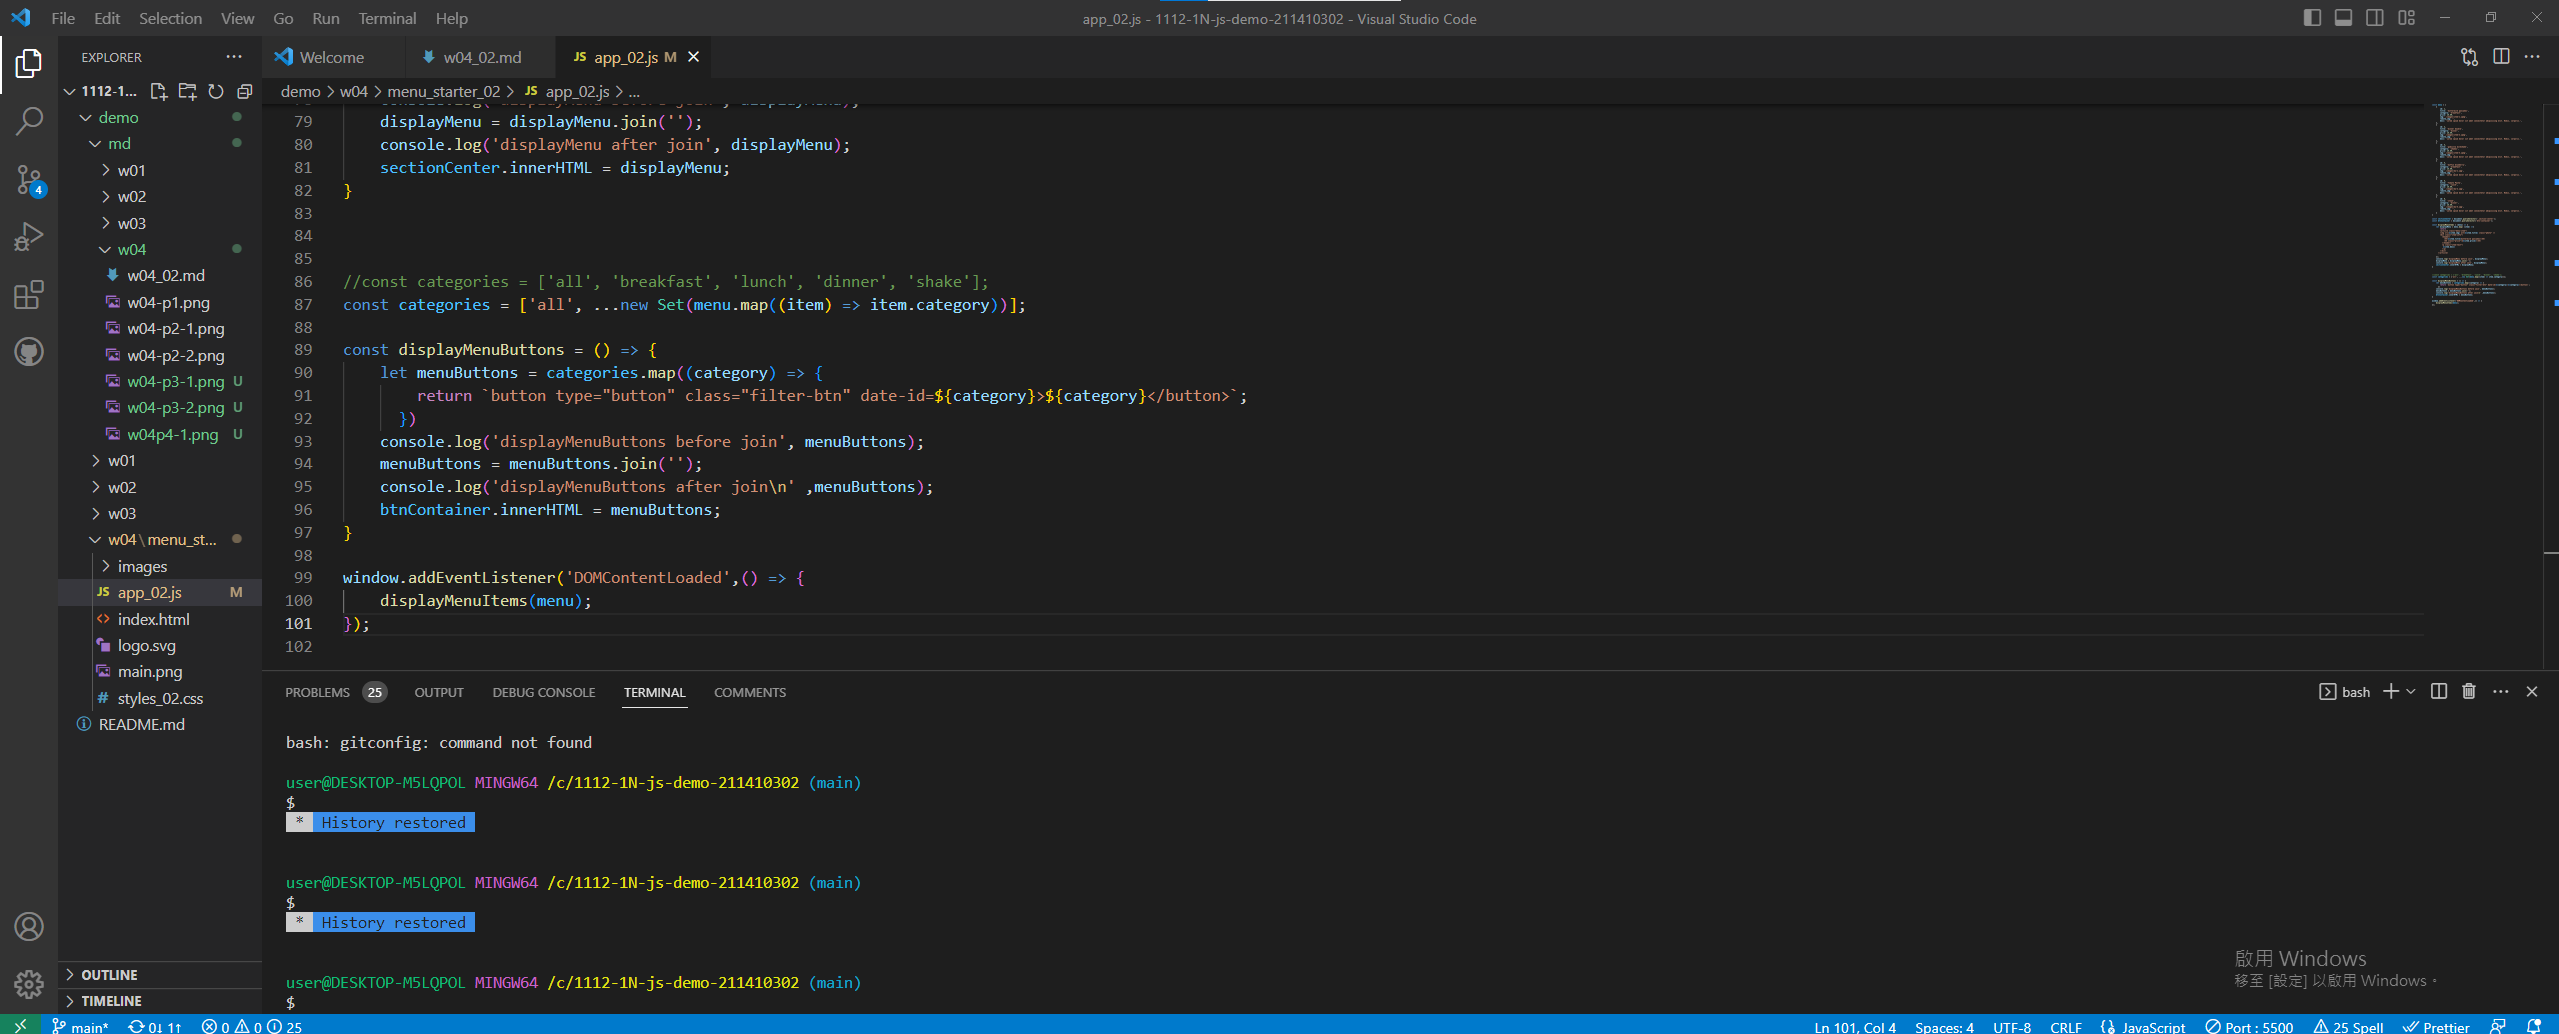 File Edit Selection View Go Run Terminal Help
app_02.js - 1112-1N-js-demo-211410302 - Visual Studio Code
EXPLORER
Welcome
w04_02.md
JS app_02.js M
1112-1...
demo > w04 > menu_starter_02 > JS app_02.js > ...
demo
md
w01
w02
w03
w04
w04_02.md
w04-p1.png
w04-p2-1.png
w04-p2-2.png
w04-p3-1.png U
w04-p3-2.png U
w04p4-1.png U
w01
w02
w03
w04\menu_st...
images
JS app_02.js M
index.html
logo.svg
main.png
# styles_02.css
README.md
OUTLINE
TIMELINE
79 displayMenu = displayMenu.join('');
80 console.log('displayMenu after join', displayMenu);
81 sectionCenter.innerHTML = displayMenu;
82 }
83
84
85
86 //const categories = ['all', 'breakfast', 'lunch', 'dinner', 'shake'];
87 const categories = ['all', ...new Set(menu.map((item) => item.category))];
88
89 const displayMenuButtons = () => {
90 let menuButtons = categories.map((category) => {
91 return `button type="button" class="filter-btn" date-id=${category}>${category}</button>`;
92 })
93 console.log('displayMenuButtons before join', menuButtons);
94 menuButtons = menuButtons.join('');
95 console.log('displayMenuButtons after join\n' ,menuButtons);
96 btnContainer.innerHTML = menuButtons;
97 }
98
99 window.addEventListener('DOMContentLoaded',() => {
100 displayMenuItems(menu);
101 });
102
PROBLEMS 25 OUTPUT DEBUG CONSOLE TERMINAL COMMENTS
bash
bash: gitconfig: command not found
user@DESKTOP-M5LQPOL MINGW64 /c/1112-1N-js-demo-211410302 (main)
$
* History restored
user@DESKTOP-M5LQPOL MINGW64 /c/1112-1N-js-demo-211410302 (main)
$
* History restored
user@DESKTOP-M5LQPOL MINGW64 /c/1112-1N-js-demo-211410302 (main)
$
啟用 Windows
移至 [設定] 以啟用 Windows。
4
main* 0↓ 1↑ 0 0 25
Ln 101, Col 4 Spaces: 4 UTF-8 CRLF {} JavaScript Port : 5500 25 Spell Prettier